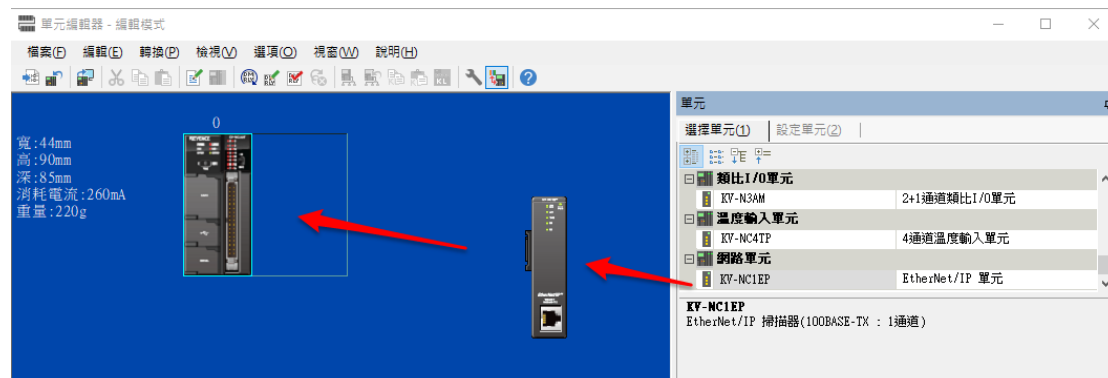 單元編輯器 - 編輯模式
檔案(F) 編輯(E) 轉換(P) 檢視(V) 選項(O) 視窗(W) 說明(H)
單元
選擇單元(1) 設定單元(2)
0
寬:44mm
高:90mm
深:85mm
消耗電流:260mA
重量:220g
類比I/O單元
KV-N3AM 2+1通道類比I/O單元
溫度輸入單元
KV-NC4TP 4通道溫度輸入單元
網路單元
KV-NC1EP EtherNet/IP 單元
KV-NC1EP
EtherNet/IP 掃描器(100BASE-TX : 1通道)